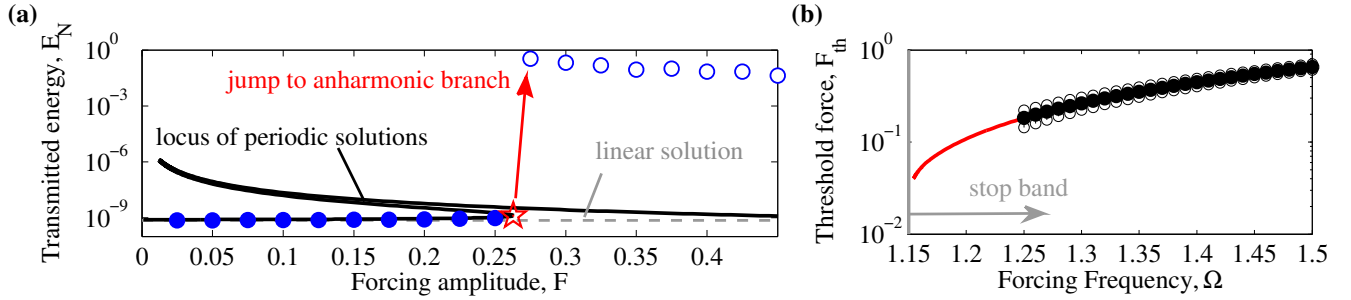 (a)
Transmitted energy, E_N
10^0
10^−3
10^−6
10^−9
jump to anharmonic branch
locus of periodic solutions
linear solution
0 0.05 0.1 0.15 0.2 0.25 0.3 0.35 0.4
Forcing amplitude, F
(b)
Threshold force, F_th
10^0
10^−1
10^−2
stop band
1.15 1.2 1.25 1.3 1.35 1.4 1.45 1.5
Forcing Frequency, Ω